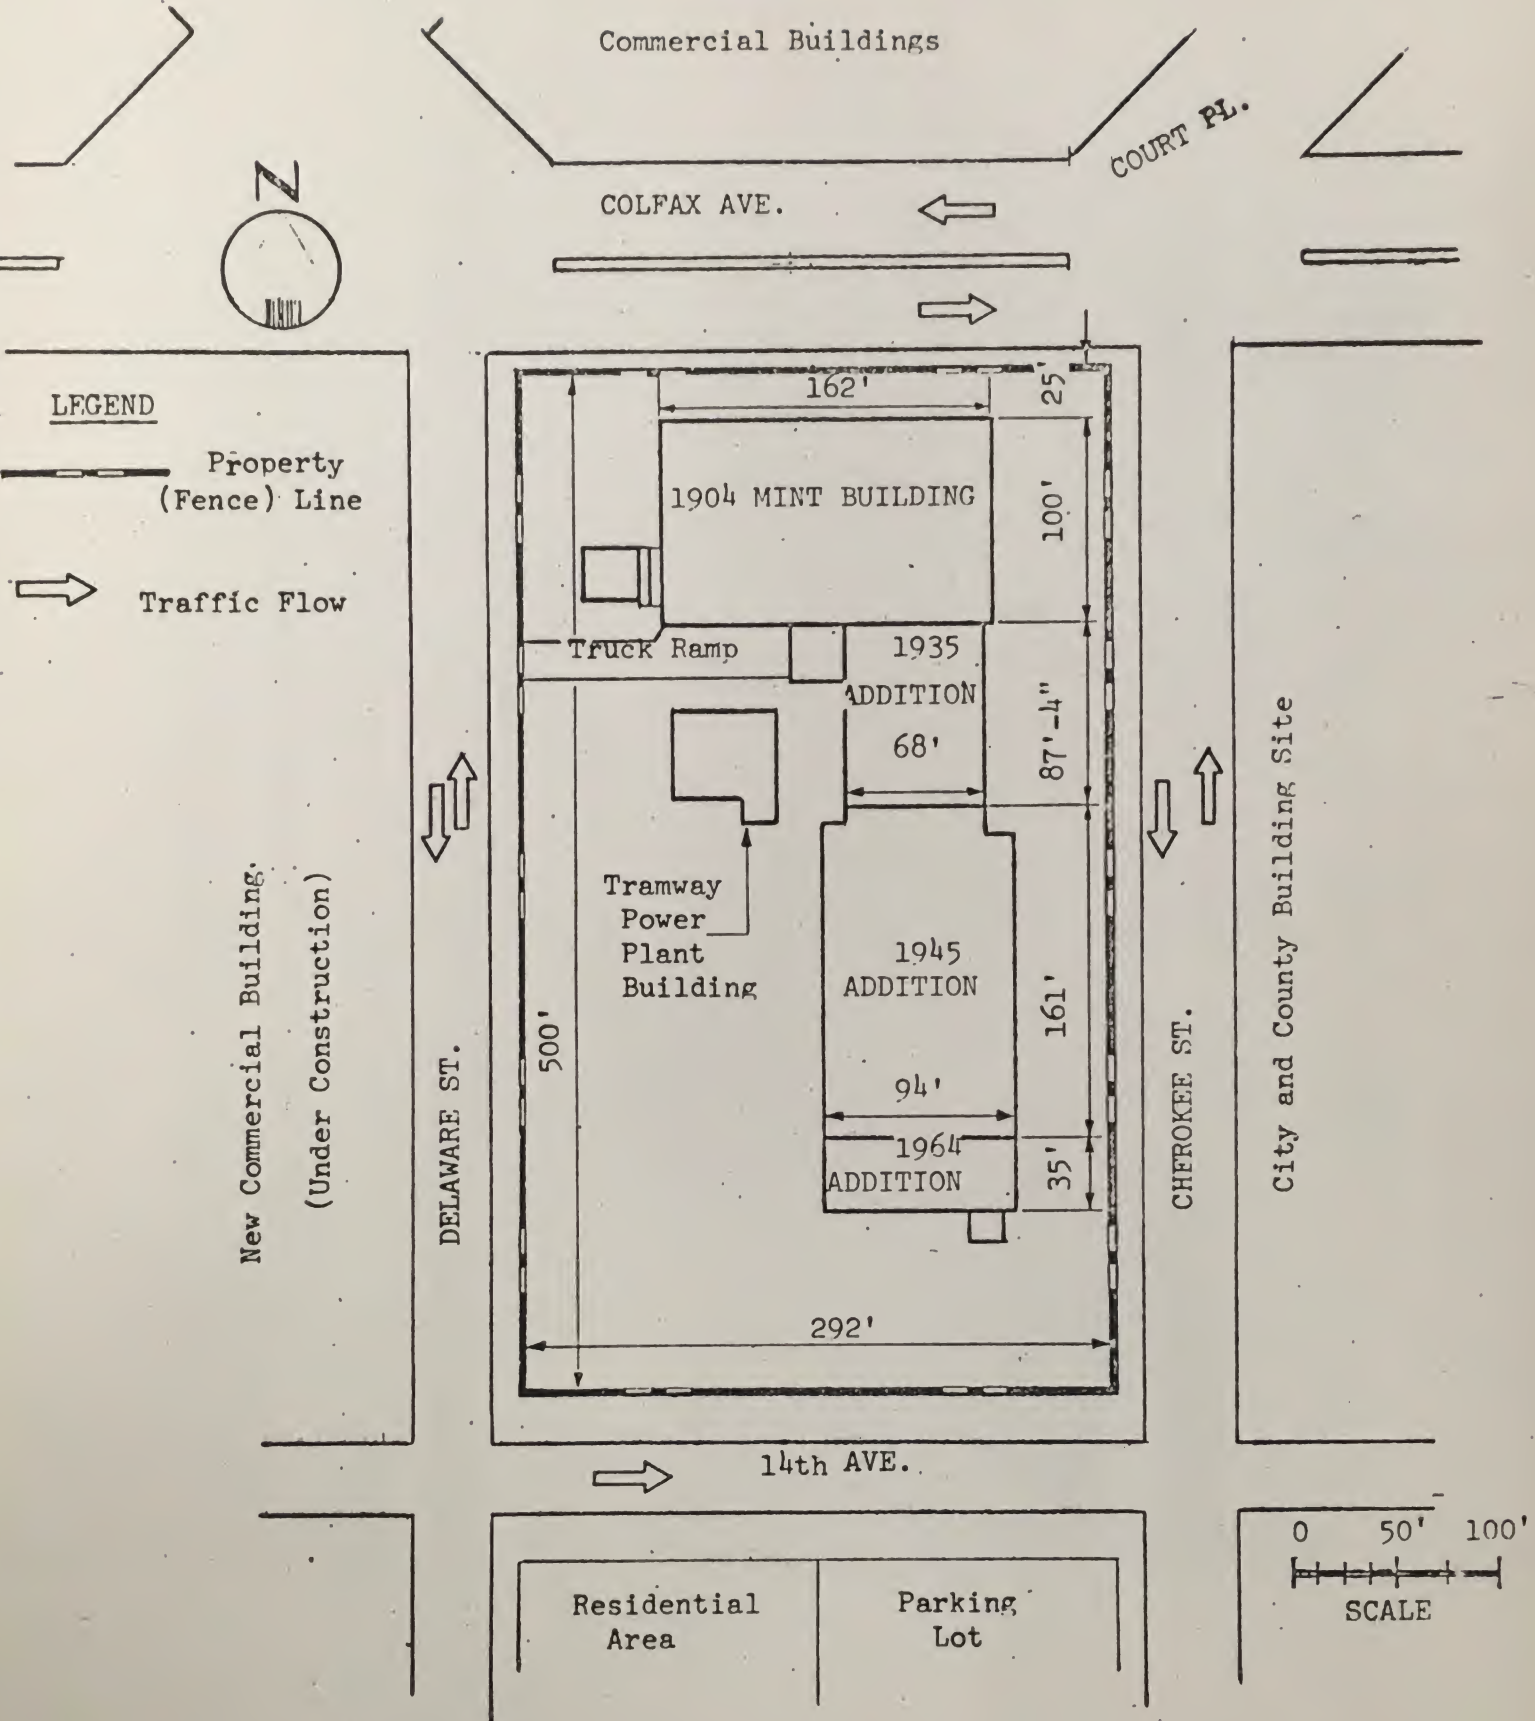 Commercial Buildings
COURT PL.
N
COLFAX AVE.
LEGEND
Property
(Fence) Line
Traffic Flow
162'
25'
1904 MINT BUILDING
100'
Truck Ramp
1935
ADDITION
68'
87'-4"
Tramway
Power
Plant
Building
1945
ADDITION
161'
94'
1964
ADDITION
35'
500'
292'
New Commercial Building.
(Under Construction)
DELAWARE ST.
CHEROKEE ST.
City and County Building Site
14th AVE.
Residential
Area
Parking
Lot
0 50' 100'
SCALE